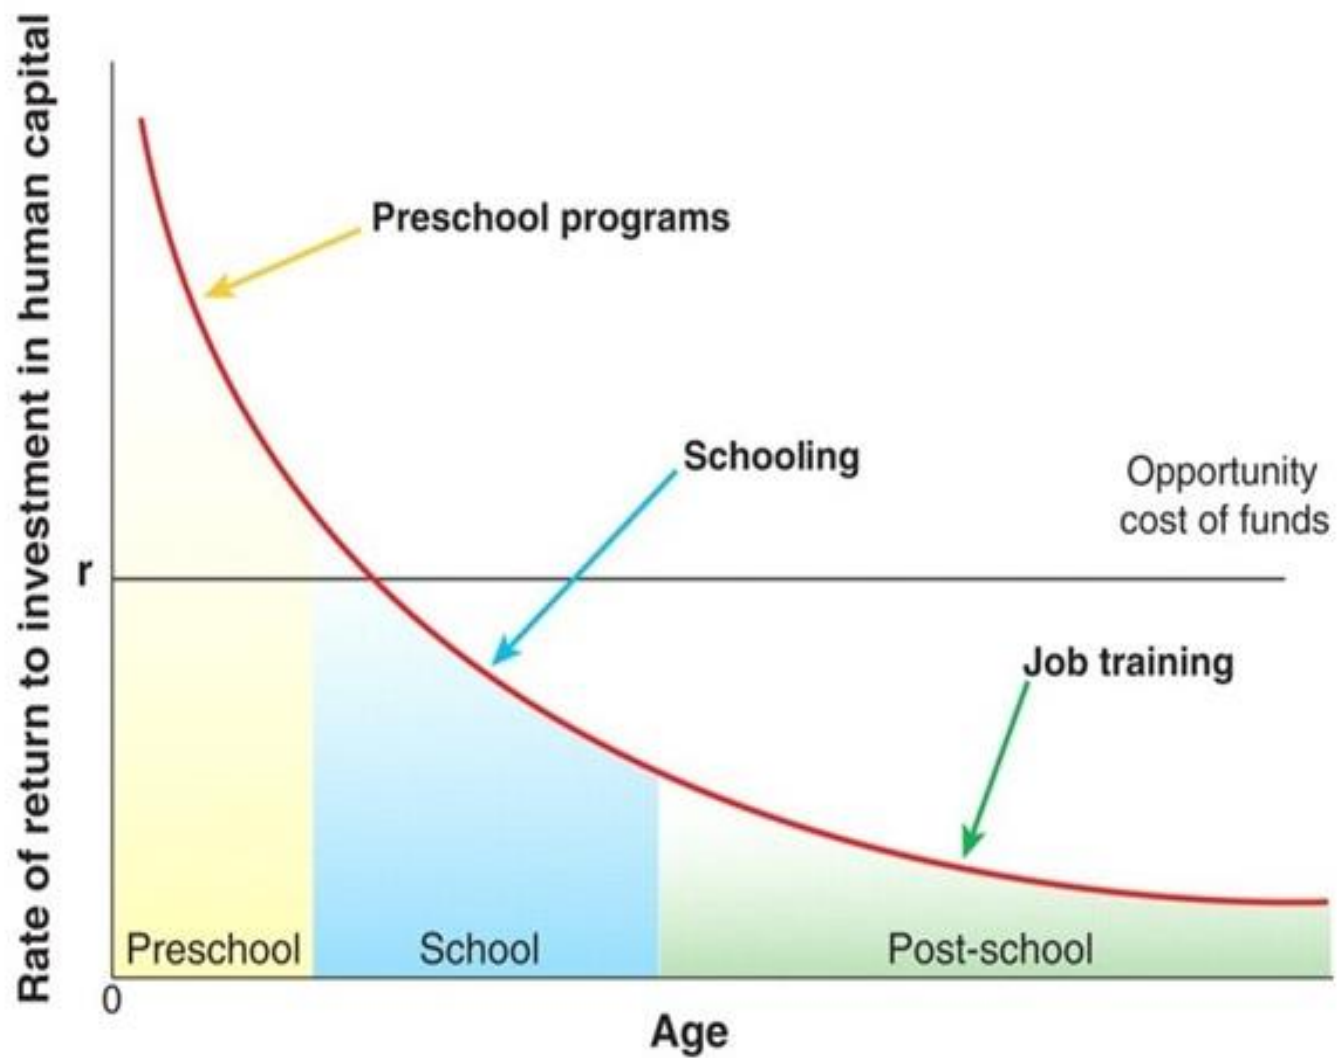 Rate of return to investment in human capital
Preschool programs
Schooling
Opportunity
cost of funds
r
Job training
Preschool
School
Post-school
0
Age